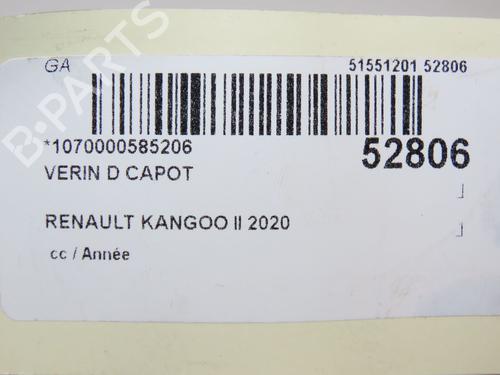 GA 51551201 52806
*1070000585206 52806
VERIN D CAPOT
RENAULT KANGOO II 2020
cc / Année
B-PARTS